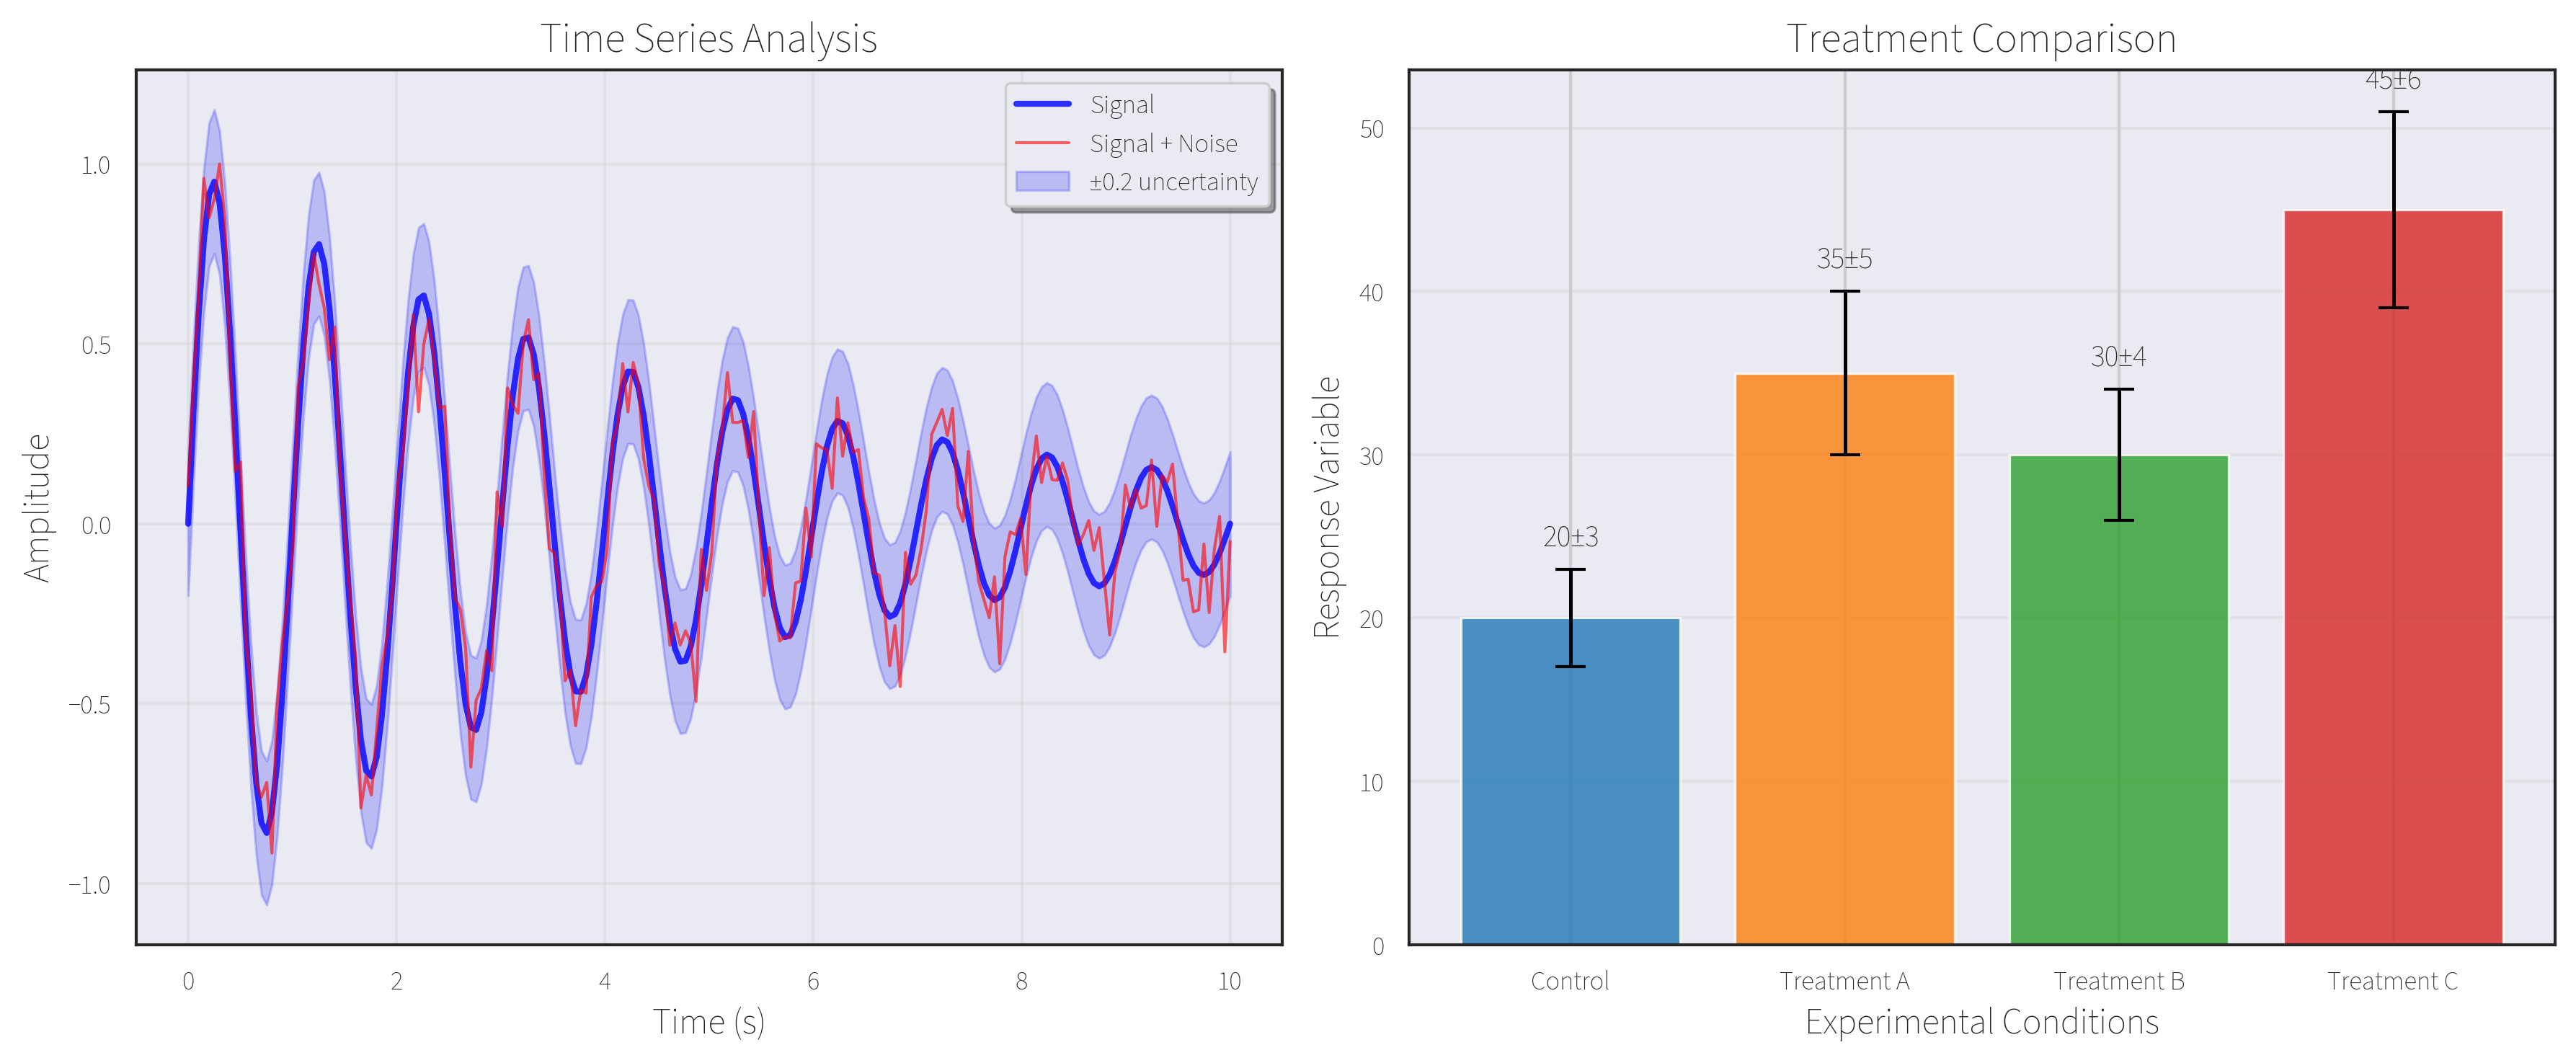 Time Series Analysis
Signal
Signal + Noise
±0.2 uncertainty
1.0
0.5
0.0
−0.5
−1.0
Amplitude
0 2 4 6 8 10
Time (s)
Treatment Comparison
45±6
35±5
30±4
20±3
50
40
30
20
10
0
Response Variable
Control Treatment A Treatment B Treatment C
Experimental Conditions